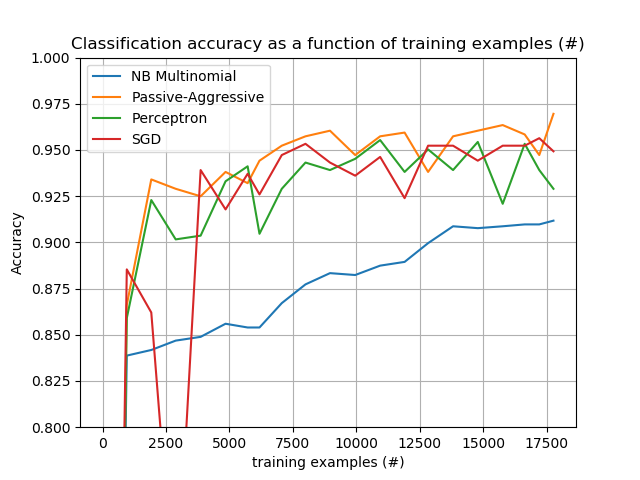 Classification accuracy as a function of training examples (#)
1.000
0.975
0.950
0.925
0.900
0.875
0.850
0.825
0.800
Accuracy
NB Multinomial
Passive-Aggressive
Perceptron
SGD
0 2500 5000 7500 10000 12500 15000 17500
training examples (#)